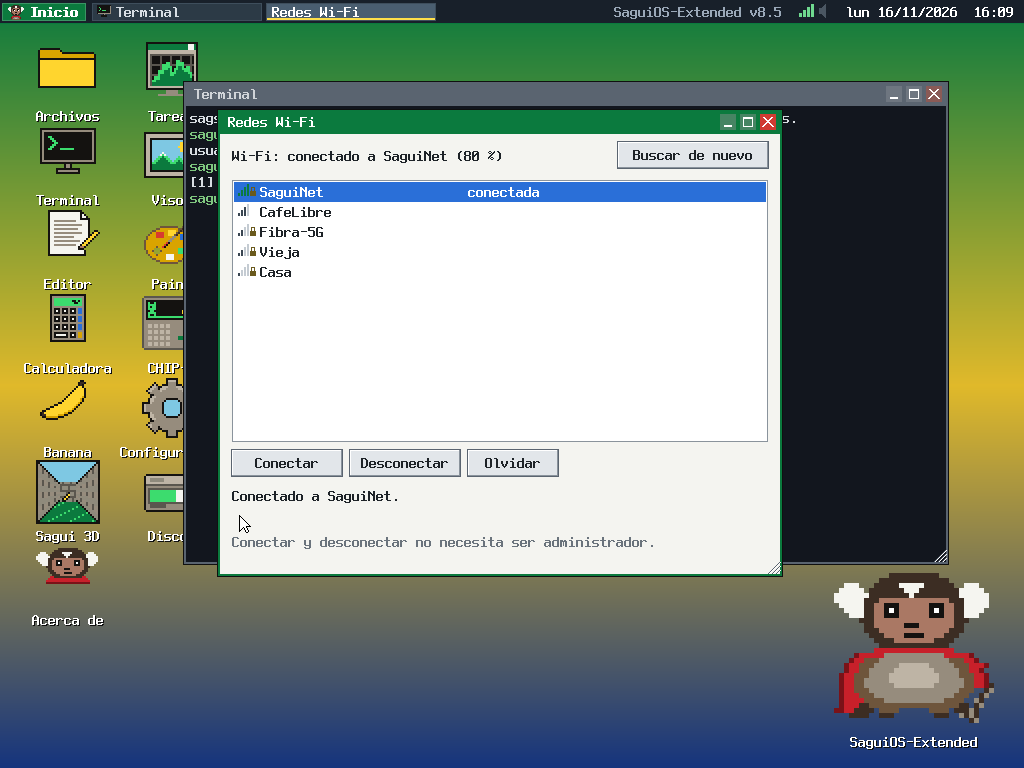 Inicio
Terminal
Redes Wi-Fi
SaguiOS-Extended v8.5
lun 16/11/2026
16:09
Archivos
Terminal
Editor
Calculadora
Banana
Sagui 3D
Acerca de
Terminal
s.
[1]
Redes Wi-Fi
Wi-Fi: conectado a SaguiNet (80 %)
Buscar de nuevo
SaguiNet conectada
CafeLibre
Fibra-5G
Vieja
Casa
Conectar
Desconectar
Olvidar
Conectado a SaguiNet.
Conectar y desconectar no necesita ser administrador.
SaguiOS-Extended